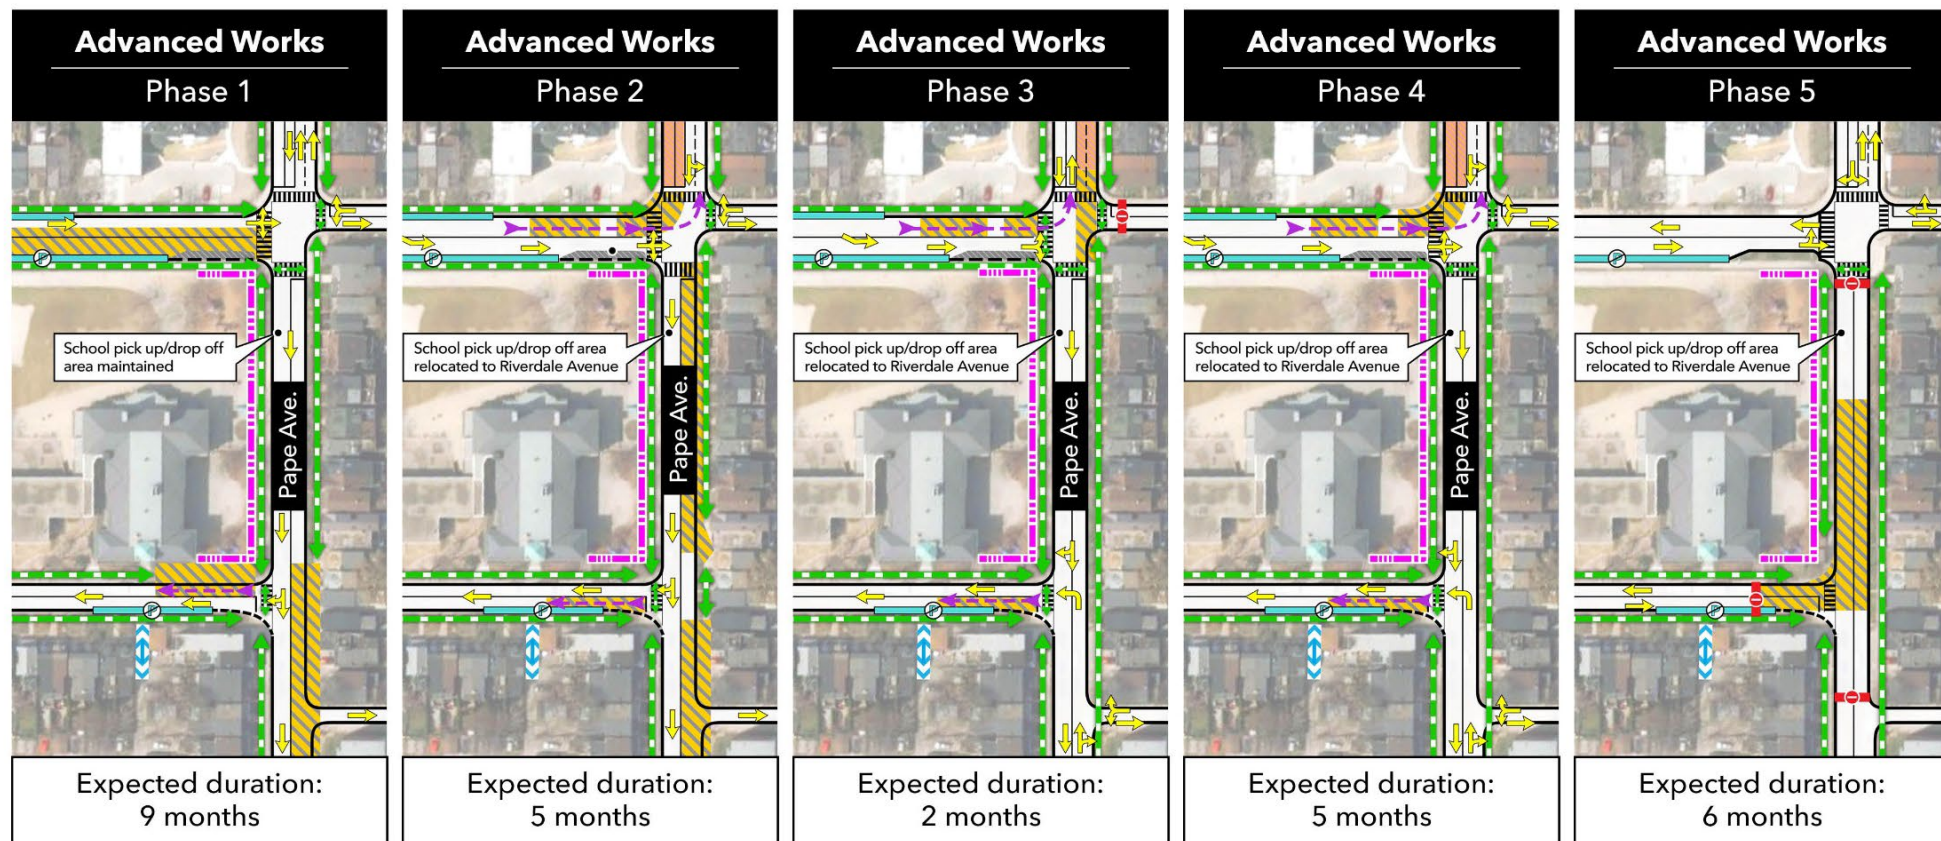 Advanced Works
Phase 1
School pick up/drop off
area maintained
Pape Ave.
P
Expected duration:
9 months
Advanced Works
Phase 2
School pick up/drop off area
relocated to Riverdale Avenue
Pape Ave.
P
P
Expected duration:
5 months
Advanced Works
Phase 3
School pick up/drop off area
relocated to Riverdale Avenue
Pape Ave.
P
P
Expected duration:
2 months
Advanced Works
Phase 4
School pick up/drop off area
relocated to Riverdale Avenue
Pape Ave.
P
P
Expected duration:
5 months
Advanced Works
Phase 5
School pick up/drop off area
relocated to Riverdale Avenue
P
P
Expected duration:
6 months